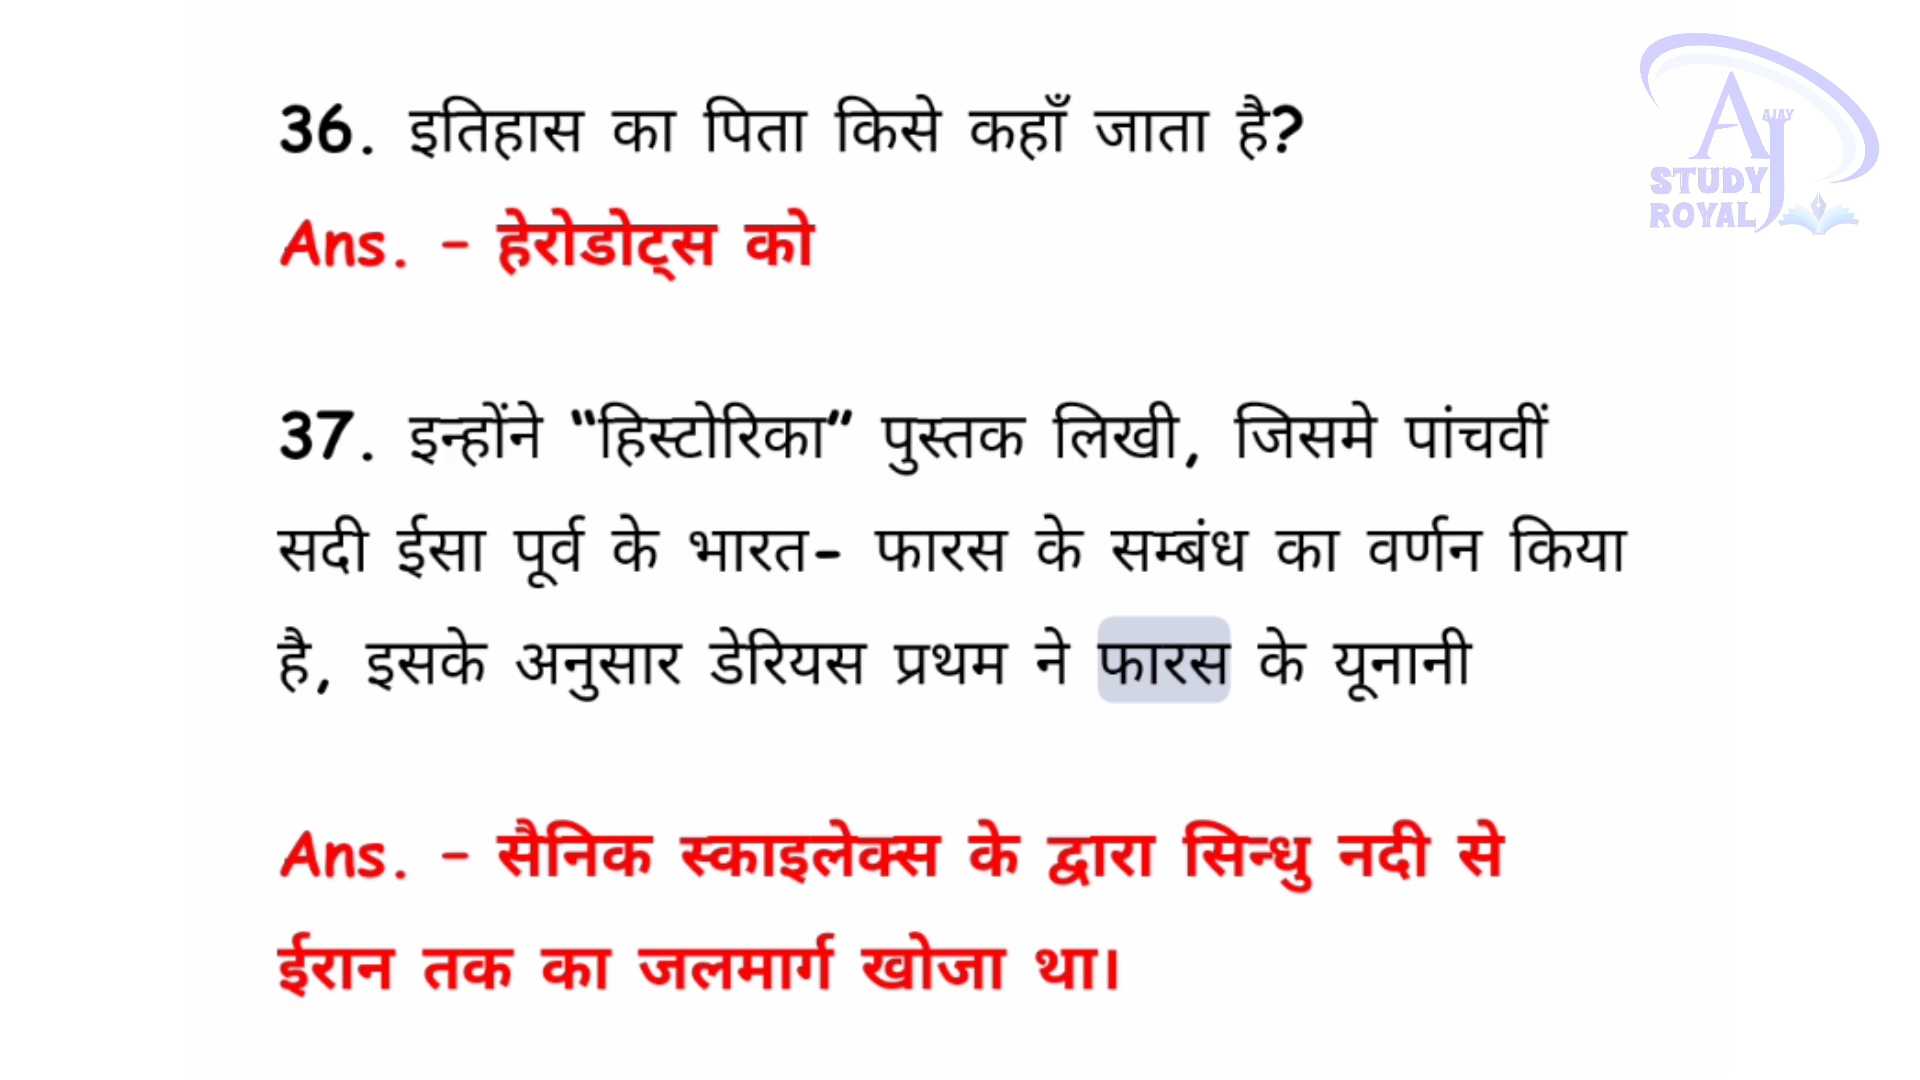 36. इतिहास का पिता किसे कहाँ जाता है?
Ans. - हेरोडोट्स को
37. इन्होंने "हिस्टोरिका" पुस्तक लिखी, जिसमे पांचवीं
सदी ईसा पूर्व के भारत- फारस के सम्बंध का वर्णन किया
है, इसके अनुसार डेरियस प्रथम ने फारस के यूनानी
Ans. - सैनिक स्काइलेक्स के द्वारा सिन्धु नदी से
ईरान तक का जलमार्ग खोजा था।
AJ
AJAY
STUDY
ROYAL